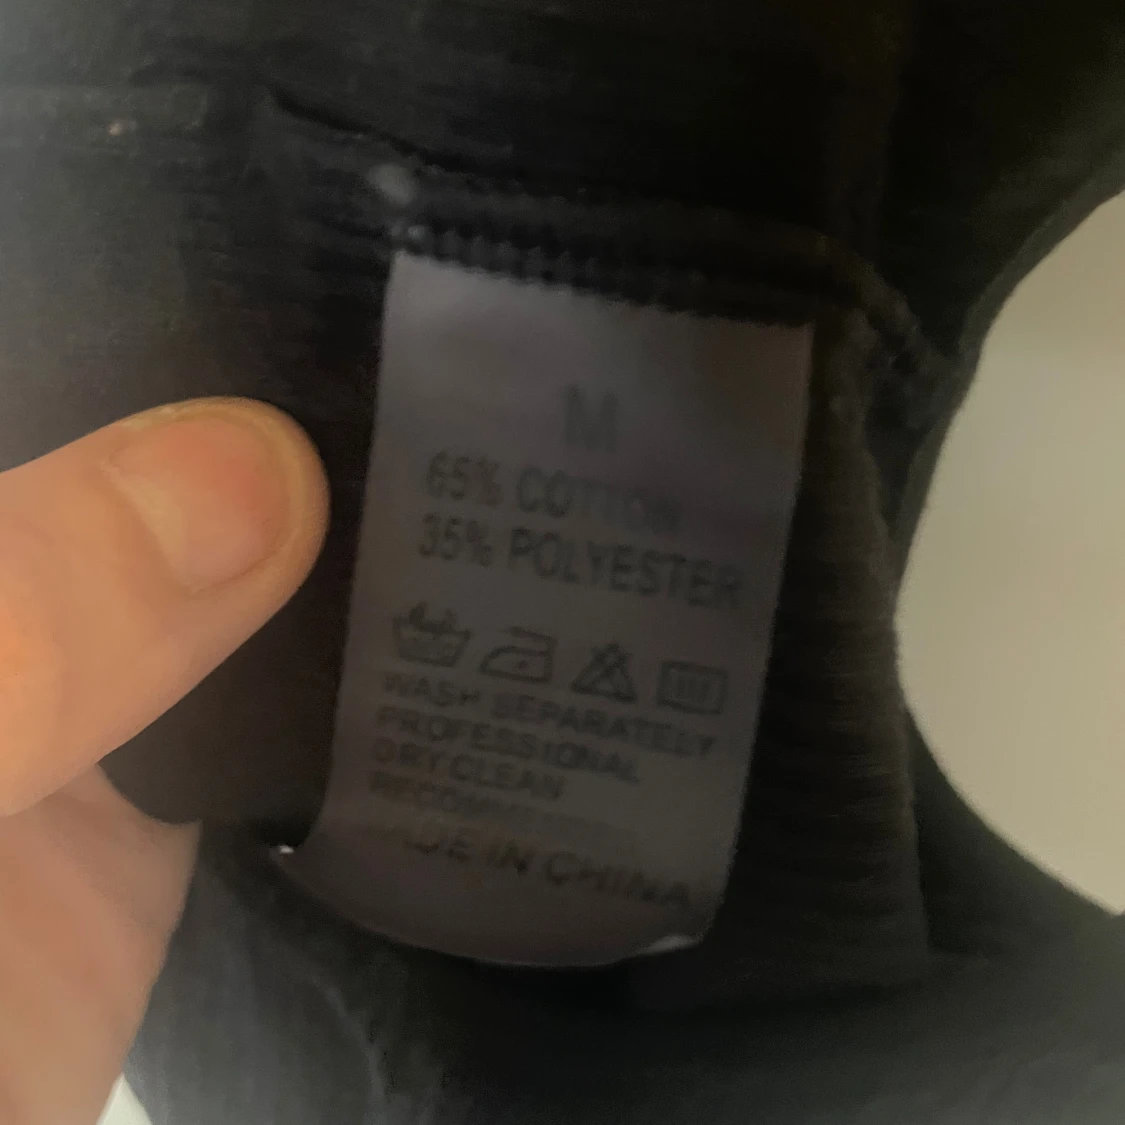 M
65% COTTON
35% POLYESTER
WASH SEPARATELY
PROFESSIONAL
DRY CLEAN
IN CHINA